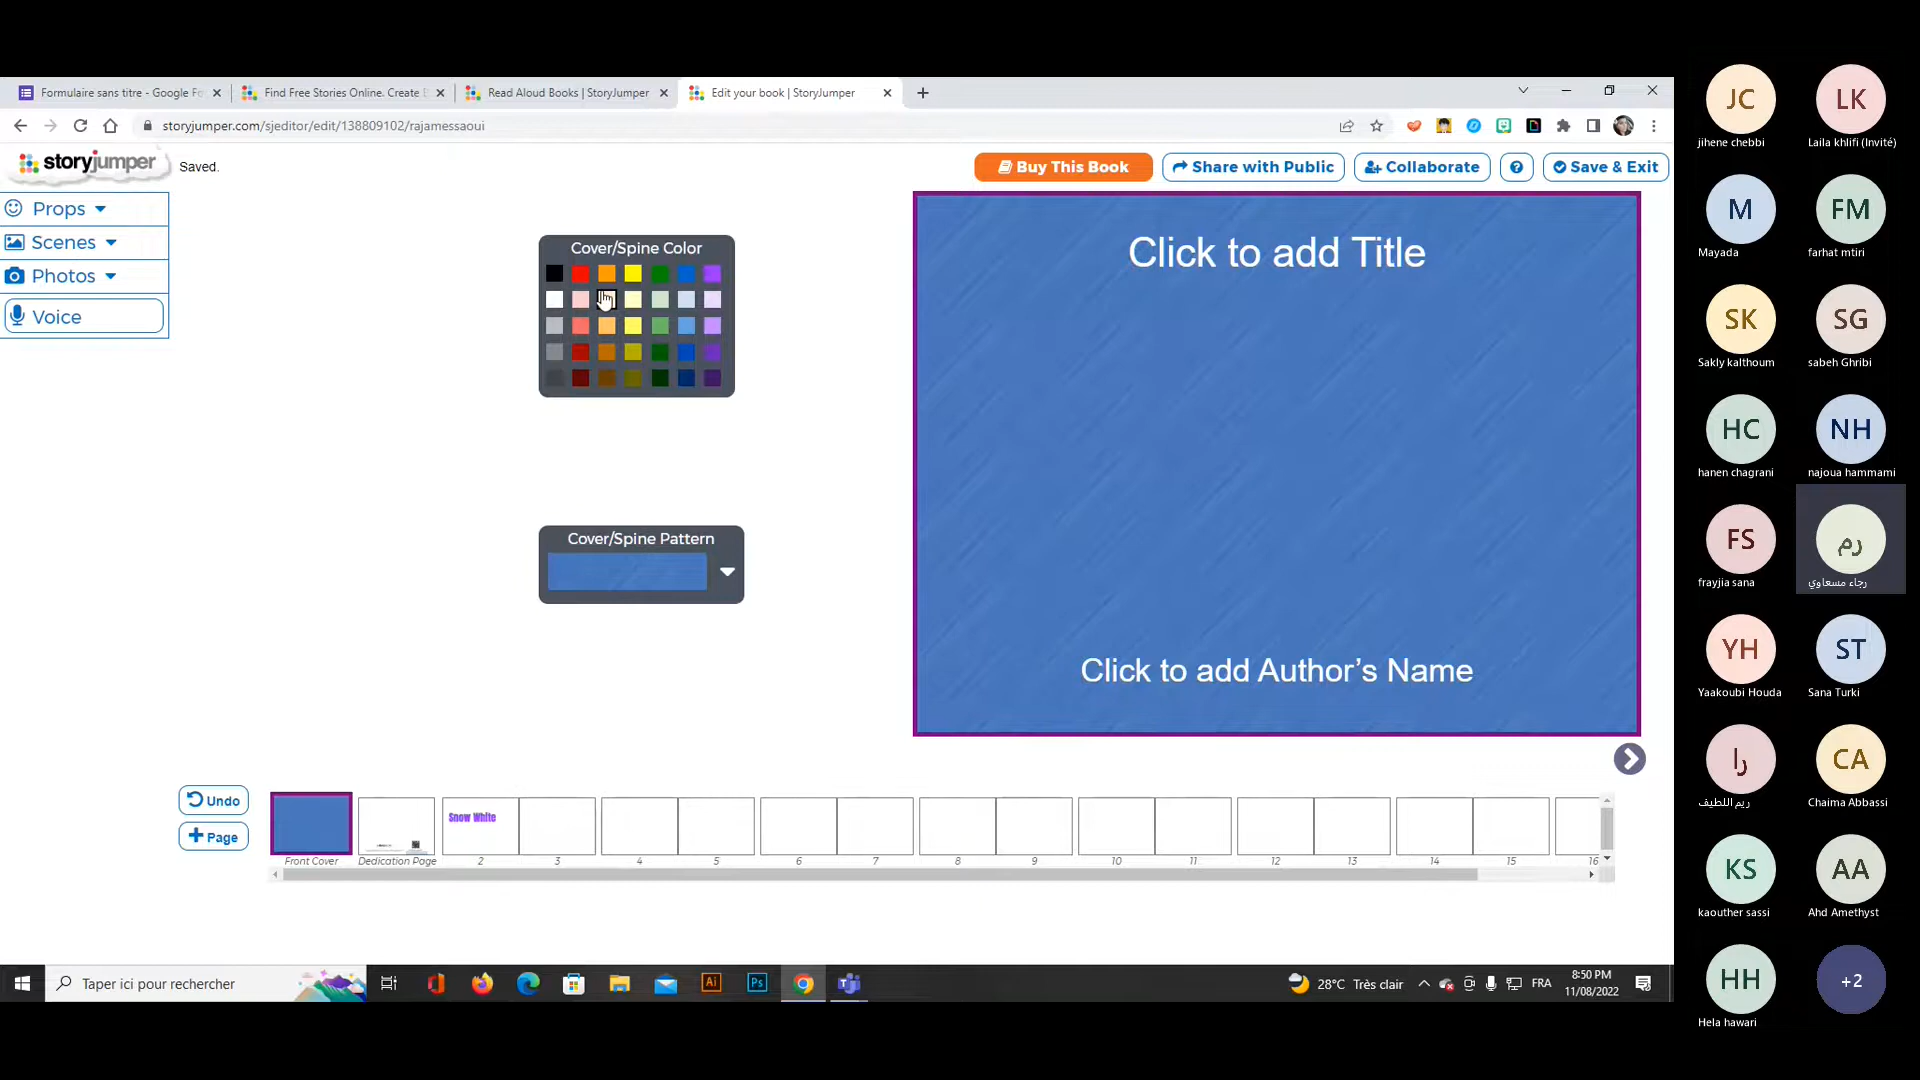 Formulaire sans titre - Google Fo
Find Free Stories Online. Create B
Read Aloud Books | StoryJumper
Edit your book | StoryJumper
storyjumper.com/sjeditor/edit/138809102/rajamessaoui
storyjumper
Saved.
Buy This Book
Share with Public
Collaborate
?
Save & Exit
Props
Scenes
Photos
Voice
Cover/Spine Color
Cover/Spine Pattern
Click to add Title
Click to add Author’s Name
Undo
Page
Snow White
Front Cover
Dedication Page
2
3
4
5
6
7
8
9
10
11
12
13
14
15
16
Taper ici pour rechercher
Ai
Ps
28°C Très clair
FRA
8:50 PM
11/08/2022
JC
jihene chebbi
LK
Laila khlifi (Invité)
M
Mayada
FM
farhat mtiri
SK
Sakly kalthoum
SG
sabeh Ghribi
HC
hanen chagrani
NH
najoua hammami
FS
frayjia sana
رم
رجاء مسعاوي
YH
Yaakoubi Houda
ST
Sana Turki
را
ريم اللطيف
CA
Chaima Abbassi
KS
kaouther sassi
AA
Ahd Amethyst
HH
Hela hawari
+2